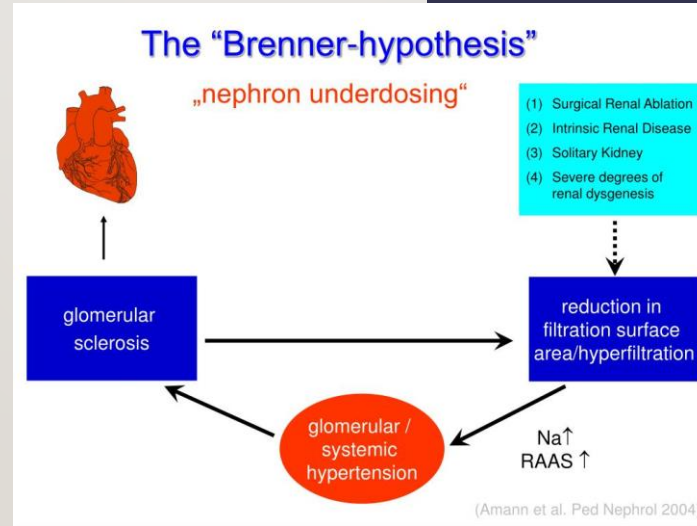 The “Brenner-hypothesis”
„nephron underdosing“
(1) Surgical Renal Ablation
(2) Intrinsic Renal Disease
(3) Solitary Kidney
(4) Severe degrees of
renal dysgenesis
glomerular
sclerosis
reduction in
filtration surface
area/hyperfiltration
glomerular /
systemic
hypertension
Na↑
RAAS ↑
(Amann et al. Ped Nephrol 2004